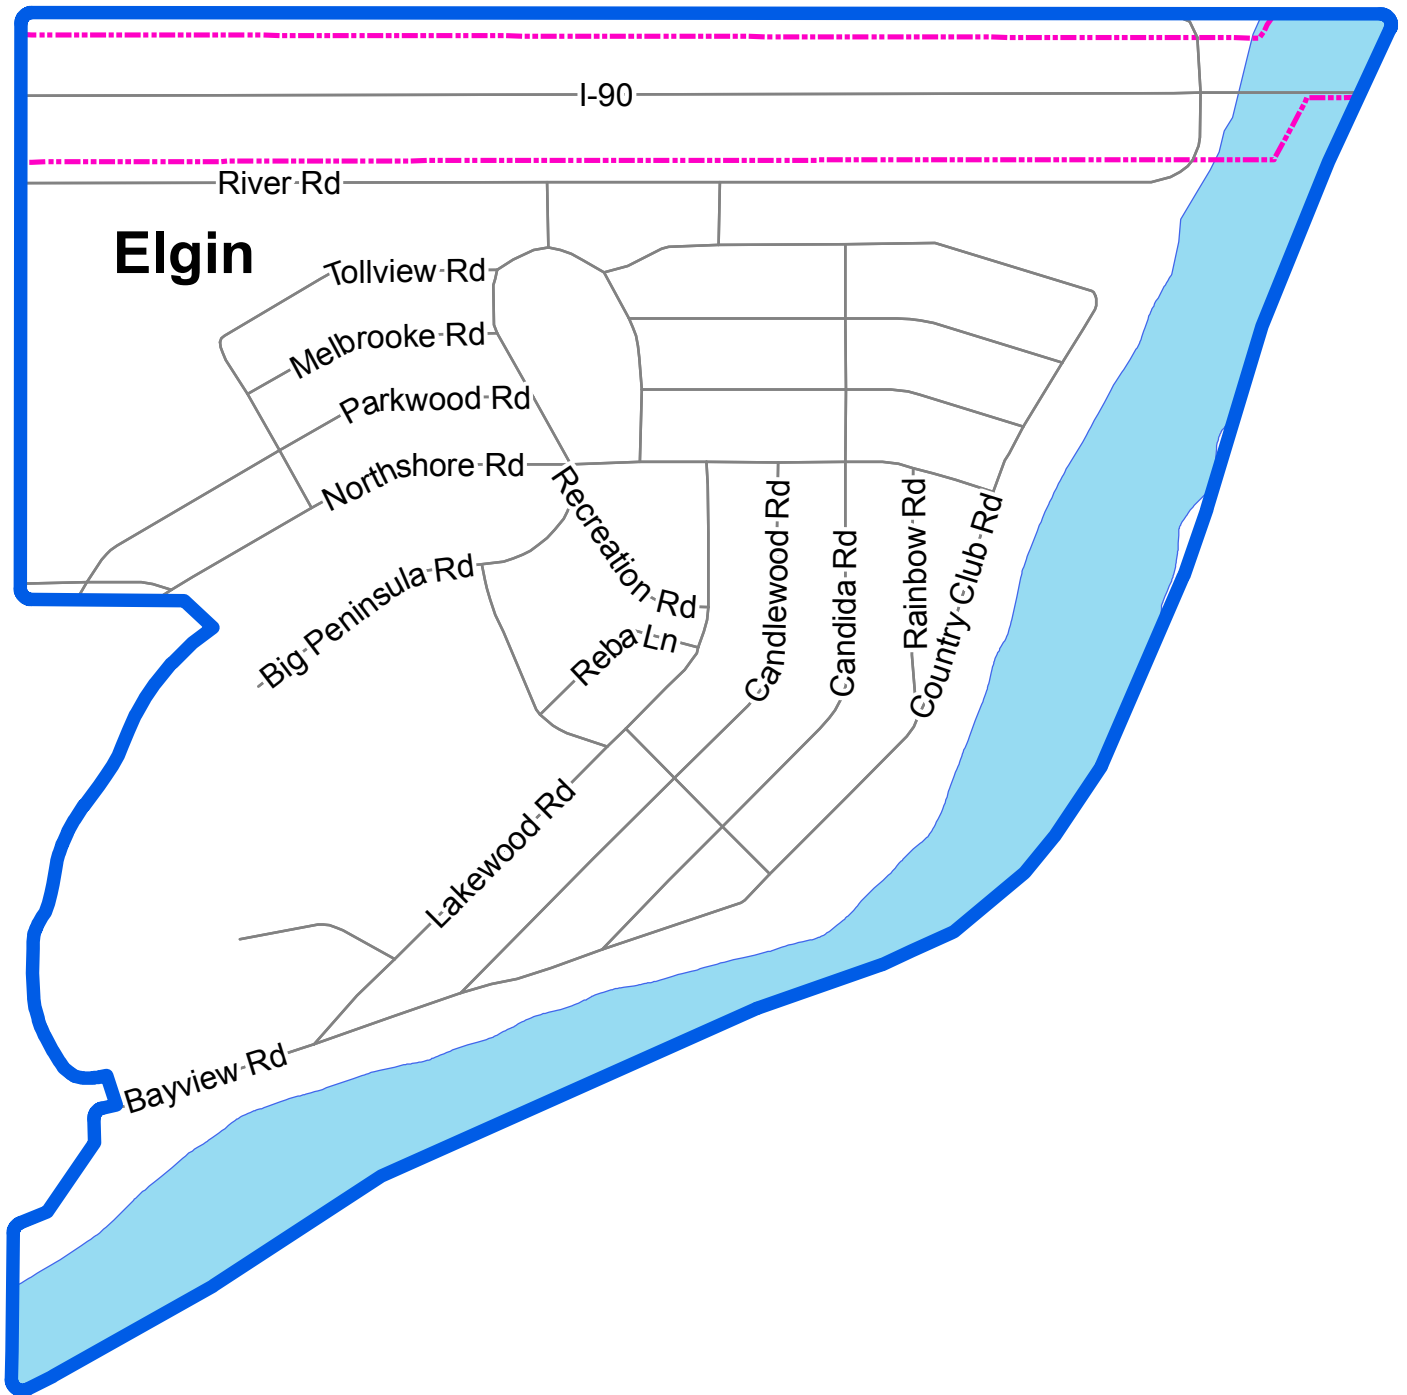 I-90
River Rd
Elgin
Tollview Rd
Melbrooke Rd
Parkwood Rd
Northshore Rd
Recreation Rd
Big Peninsula Rd
Reba Ln
Candlewood Rd
Candida Rd
Rainbow Rd
Country Club Rd
Lakewood Rd
Bayview Rd